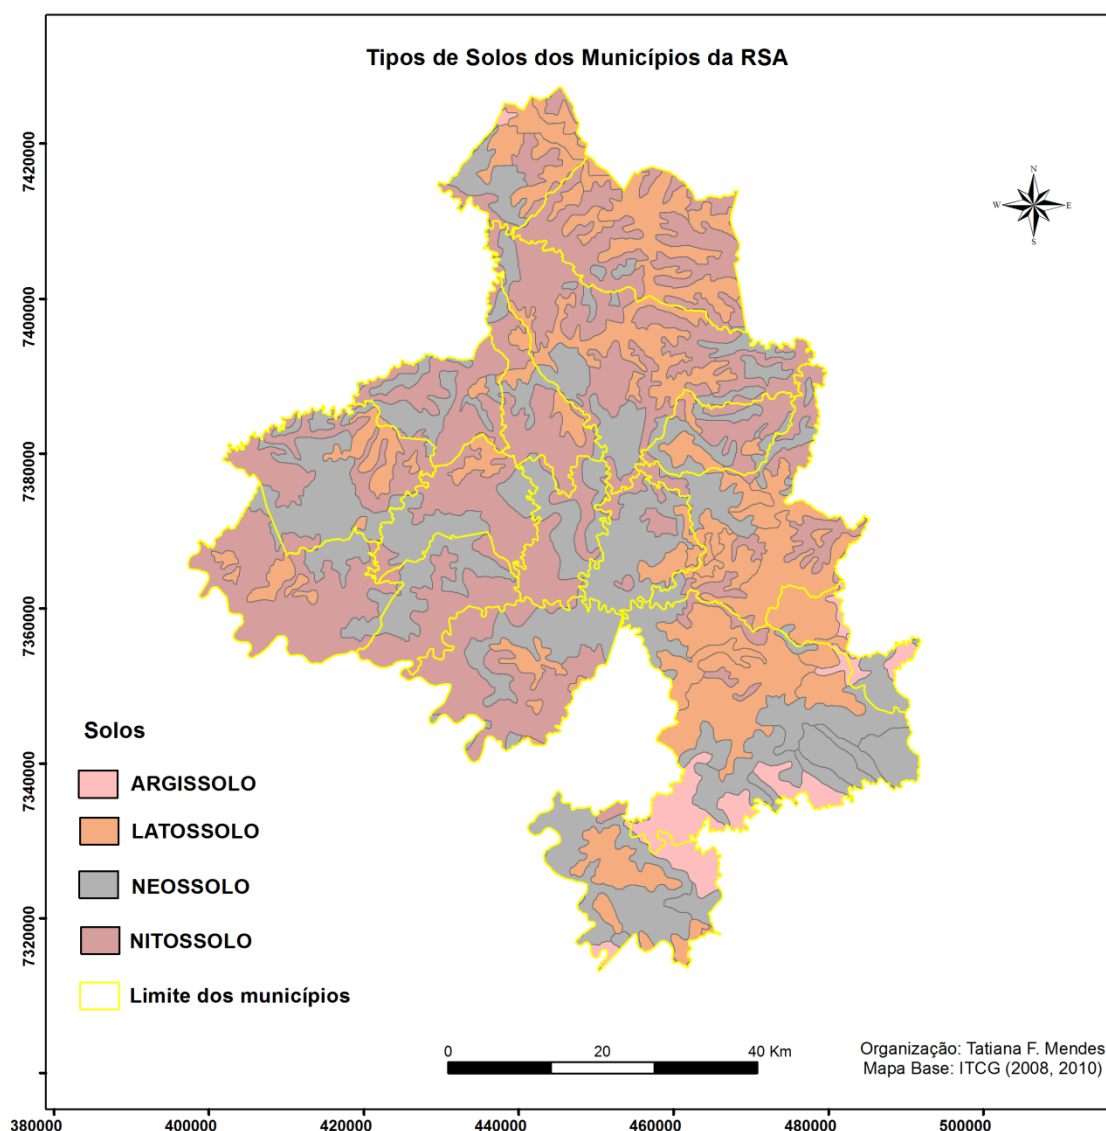 Tipos de Solos dos Municípios da RSA
7420000
7400000
7380000
7360000
7340000
7320000
N
W
E
S
Solos
ARGISSOLO
LATOSSOLO
NEOSSOLO
NITOSSOLO
Limite dos municípios
0 20 40 Km
Organização: Tatiana F. Mendes
Mapa Base: ITCG (2008, 2010)
380000 400000 420000 440000 460000 480000 500000